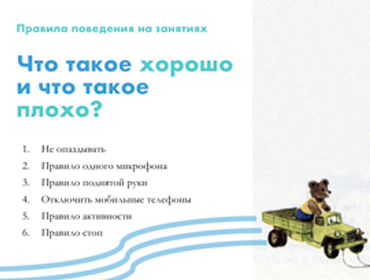 Правила поведения на занятиях
Что такое хорошо
и что такое
плохо?
1. Не опаздывать
2. Правило одного микрофона
3. Правило поднятой руки
4. Отключить мобильные телефоны
5. Правило активности
6. Правило стоп